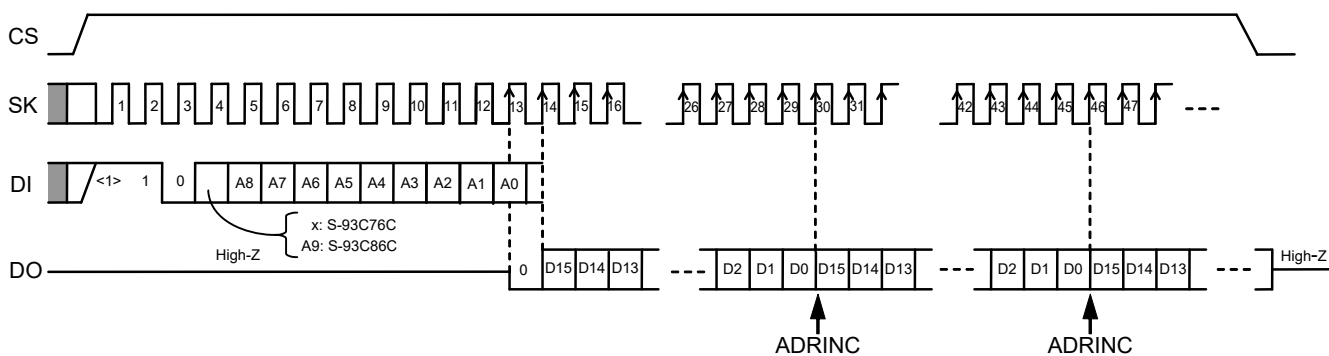 CS
SK 1 2 3 4 5 6 7 8 9 10 11 12 13 14 15 16 26 27 28 29 30 31 42 43 44 45 46 47
DI <1> 1 0 A8 A7 A6 A5 A4 A3 A2 A1 A0
x: S-93C76C
A9: S-93C86C
High-Z
High-Z
DO 0 D15 D14 D13 D2 D1 D0 D15 D14 D13 D2 D1 D0 D15 D14 D13
ADRINC ADRINC